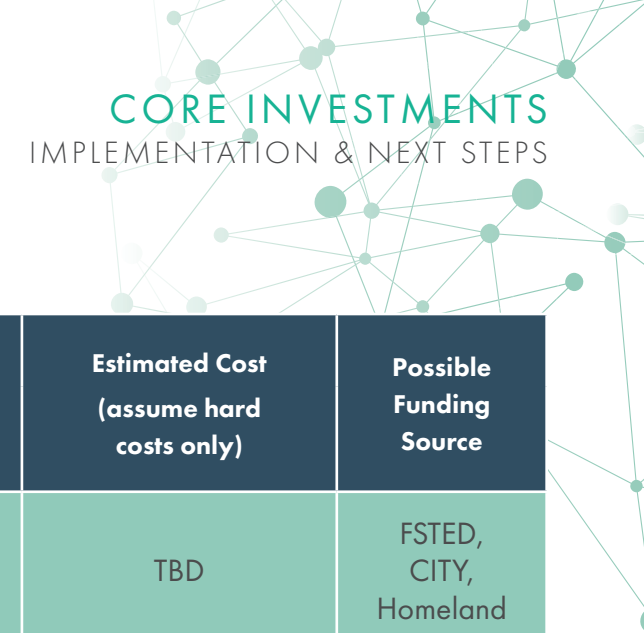 CORE INVESTMENTS
IMPLEMENTATION & NEXT STEPS
Estimated Cost
(assume hard
costs only)
Possible
Funding
Source
TBD
FSTED,
CITY,
Homeland